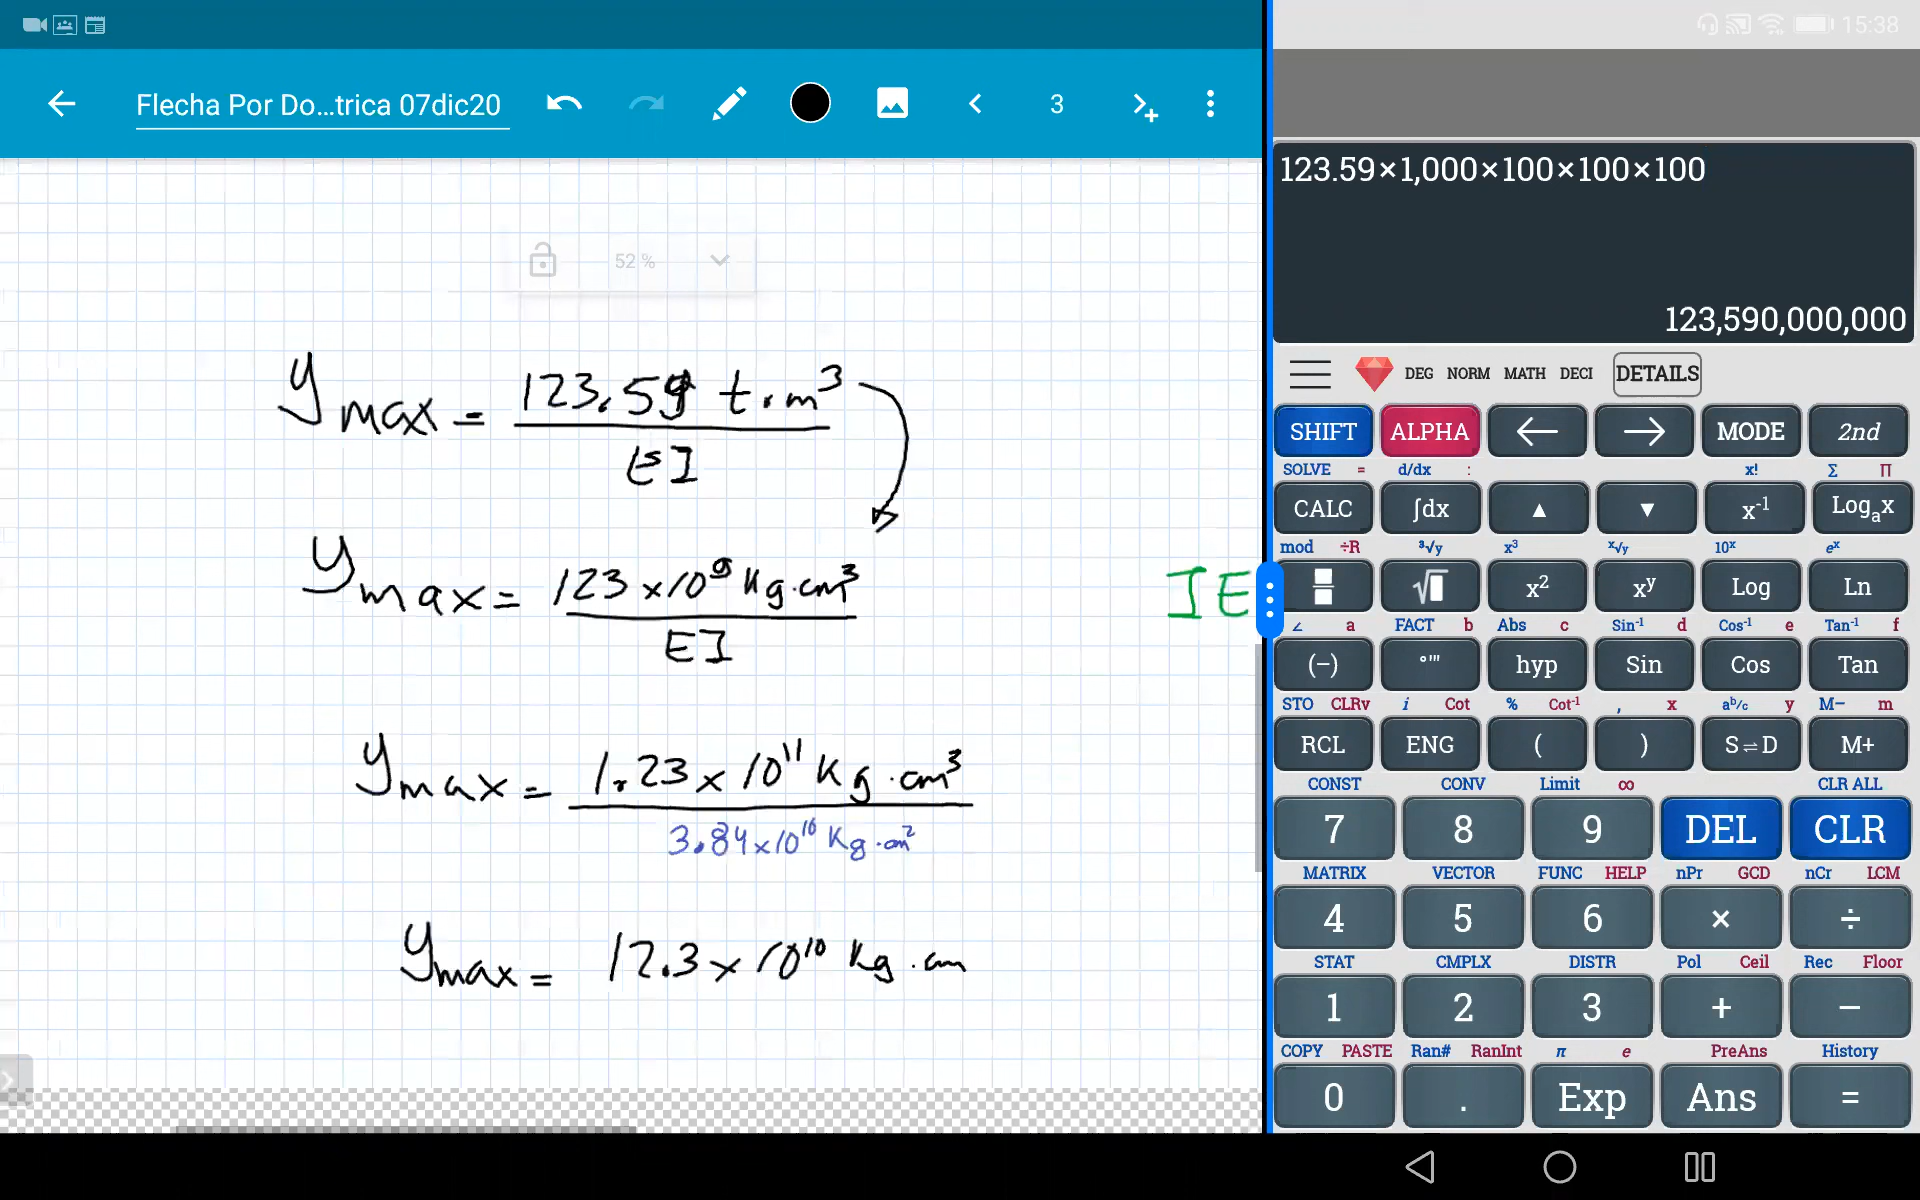 15:38
Flecha Por Do...trica 07dic20
3
52 %
y max = 123.59 t.m³
EI
y max = 123 x10⁹ Kg.cm³
EI
IE
y max = 1.23 x 10¹¹ Kg.cm³
3.84x10¹⁰ Kg.cm²
y max = 12.3 x 10¹⁰ Kg.cm
123.59×1,000×100×100×100
123,590,000,000
DEG NORM MATH DECI DETAILS
SHIFT ALPHA ← → MODE 2nd
SOLVE = d/dx : x! Σ Π
CALC ∫dx ▲ ▼ x⁻¹ Logₐx
mod ÷R ³√y x³ ˣ√y 10ˣ eˣ
√ x² xʸ Log Ln
∠ a FACT b Abs c Sin⁻¹ d Cos⁻¹ e Tan⁻¹ f
(−) °'" hyp Sin Cos Tan
STO CLRv i Cot % Cot⁻¹ , x aᵇ/c y M− m
RCL ENG ( ) S⇌D M+
CONST CONV Limit ∞ CLR ALL
7 8 9 DEL CLR
MATRIX VECTOR FUNC HELP nPr GCD nCr LCM
4 5 6 × ÷
STAT CMPLX DISTR Pol Ceil Rec Floor
1 2 3 + −
COPY PASTE Ran# RanInt π e PreAns History
0 . Exp Ans =